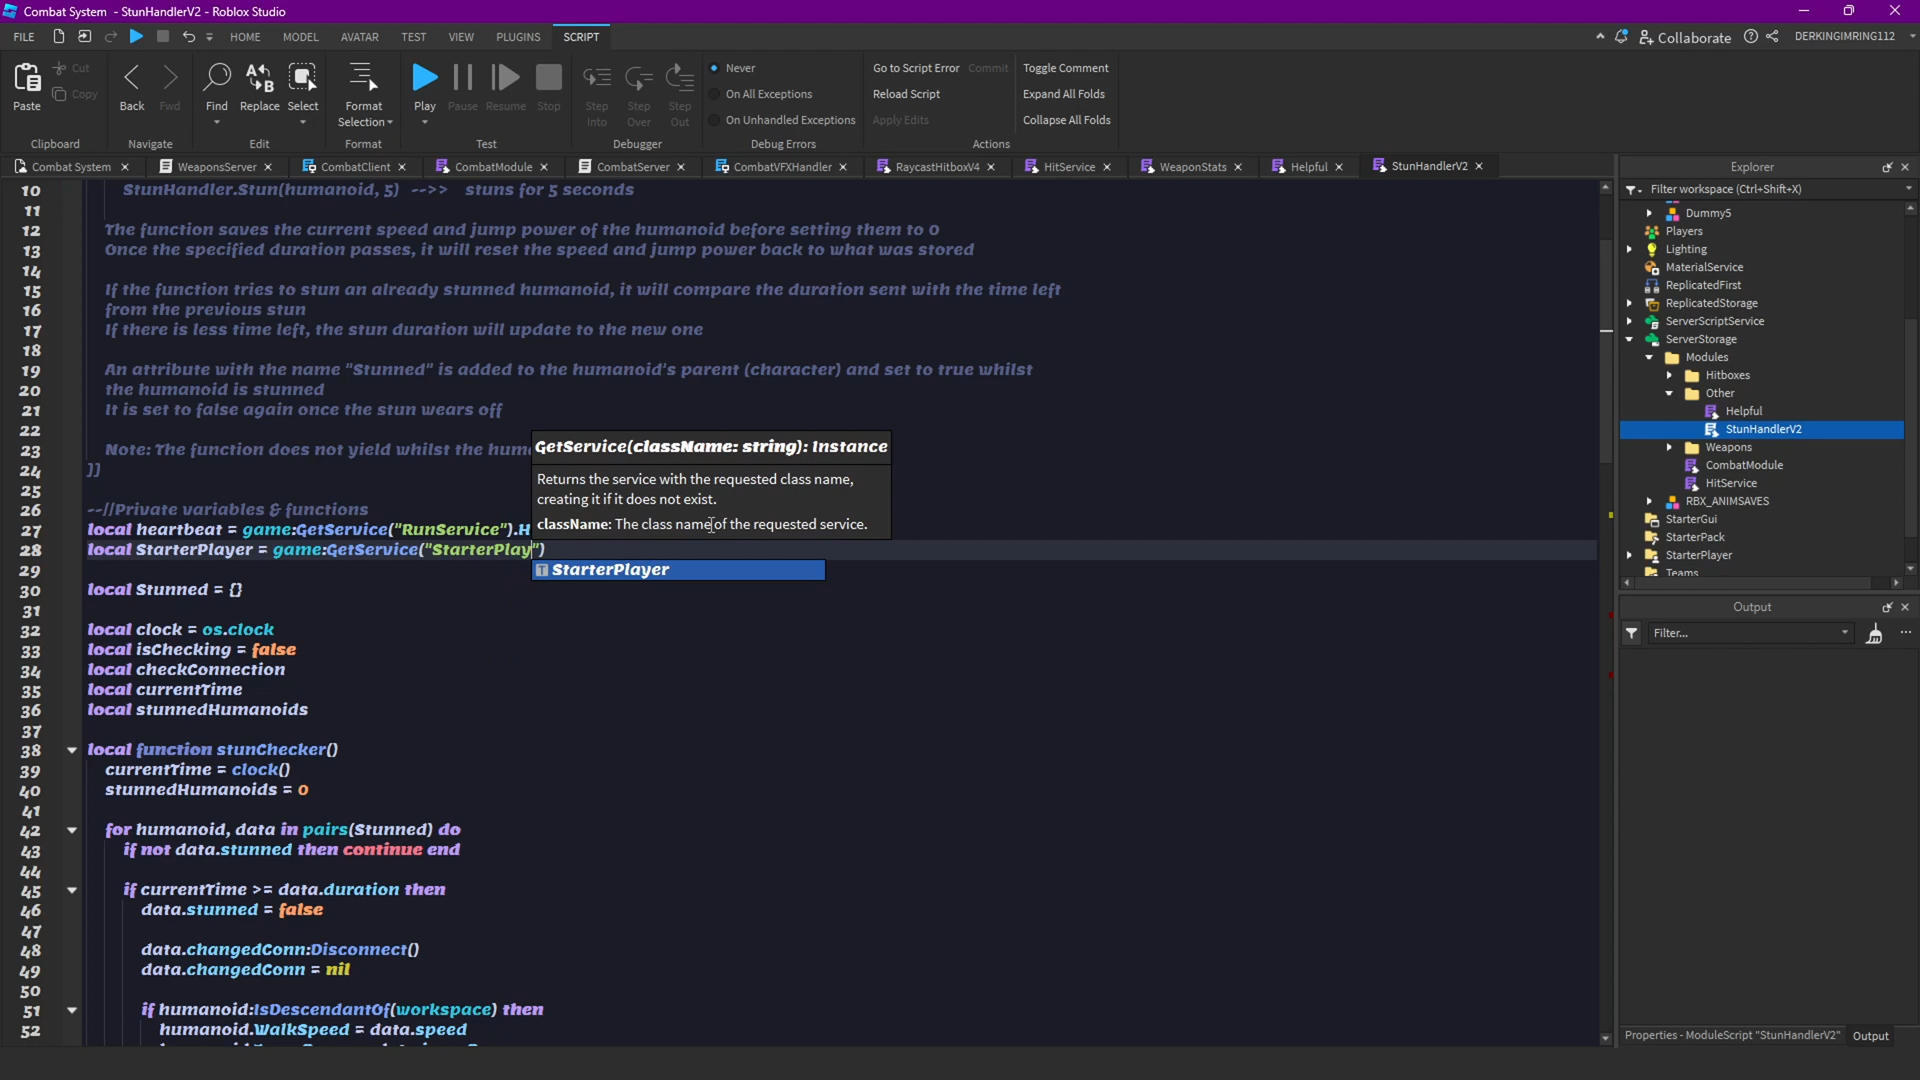 Combat System - StunHandlerV2 - Roblox Studio
FILE HOME MODEL AVATAR TEST VIEW PLUGINS SCRIPT Collaborate DERKINGIMRING112
Paste Cut Copy
Back Fwd
Find Replace Select
Format Selection
Play Pause Resume Stop
Step Into Step Over Step Out
Never
On All Exceptions
On Unhandled Exceptions
Go to Script Error Commit
Reload Script
Apply Edits
Toggle Comment
Expand All Folds
Collapse All Folds
Clipboard Navigate Edit Format Test Debugger Debug Errors Actions
Combat System WeaponsServer CombatClient CombatModule CombatServer CombatVFXHandler RaycastHitboxV4 HitService WeaponStats Helpful StunHandlerV2
10 StunHandler.Stun(humanoid, 5) -->> stuns for 5 seconds
11
12 The function saves the current speed and jump power of the humanoid before setting them to 0
13 Once the specified duration passes, it will reset the speed and jump power back to what was stored
14
15 If the function tries to stun an already stunned humanoid, it will compare the duration sent with the time left
16 from the previous stun
17 If there is less time left, the stun duration will update to the new one
18
19 An attribute with the name "Stunned" is added to the humanoid's parent (character) and set to true whilst
20 the humanoid is stunned
21 It is set to false again once the stun wears off
22
23 Note: The function does not yield whilst the hum
24 ]]
25
26 --//Private variables & functions
27 local heartbeat = game:GetService("RunService").H
28 local StarterPlayer = game:GetService("StarterPlay")
29
30 local Stunned = {}
31
32 local clock = os.clock
33 local isChecking = false
34 local checkConnection
35 local currentTime
36 local stunnedHumanoids
37
38 local function stunChecker()
39 currentTime = clock()
40 stunnedHumanoids = 0
41
42 for humanoid, data in pairs(Stunned) do
43 if not data.stunned then continue end
44
45 if currentTime >= data.duration then
46 data.stunned = false
47
48 data.changedConn:Disconnect()
49 data.changedConn = nil
50
51 if humanoid:IsDescendantOf(workspace) then
52 humanoid.WalkSpeed = data.speed
GetService(className: string): Instance
Returns the service with the requested class name,
creating it if it does not exist.
className: The class name of the requested service.
StarterPlayer
Explorer
Filter workspace (Ctrl+Shift+X)
Dummy5
Players
Lighting
MaterialService
ReplicatedFirst
ReplicatedStorage
ServerScriptService
ServerStorage
Modules
Hitboxes
Other
Helpful
StunHandlerV2
Weapons
CombatModule
HitService
RBX_ANIMSAVES
StarterGui
StarterPack
StarterPlayer
Teams
Output
Filter...
Properties - ModuleScript "StunHandlerV2" Output